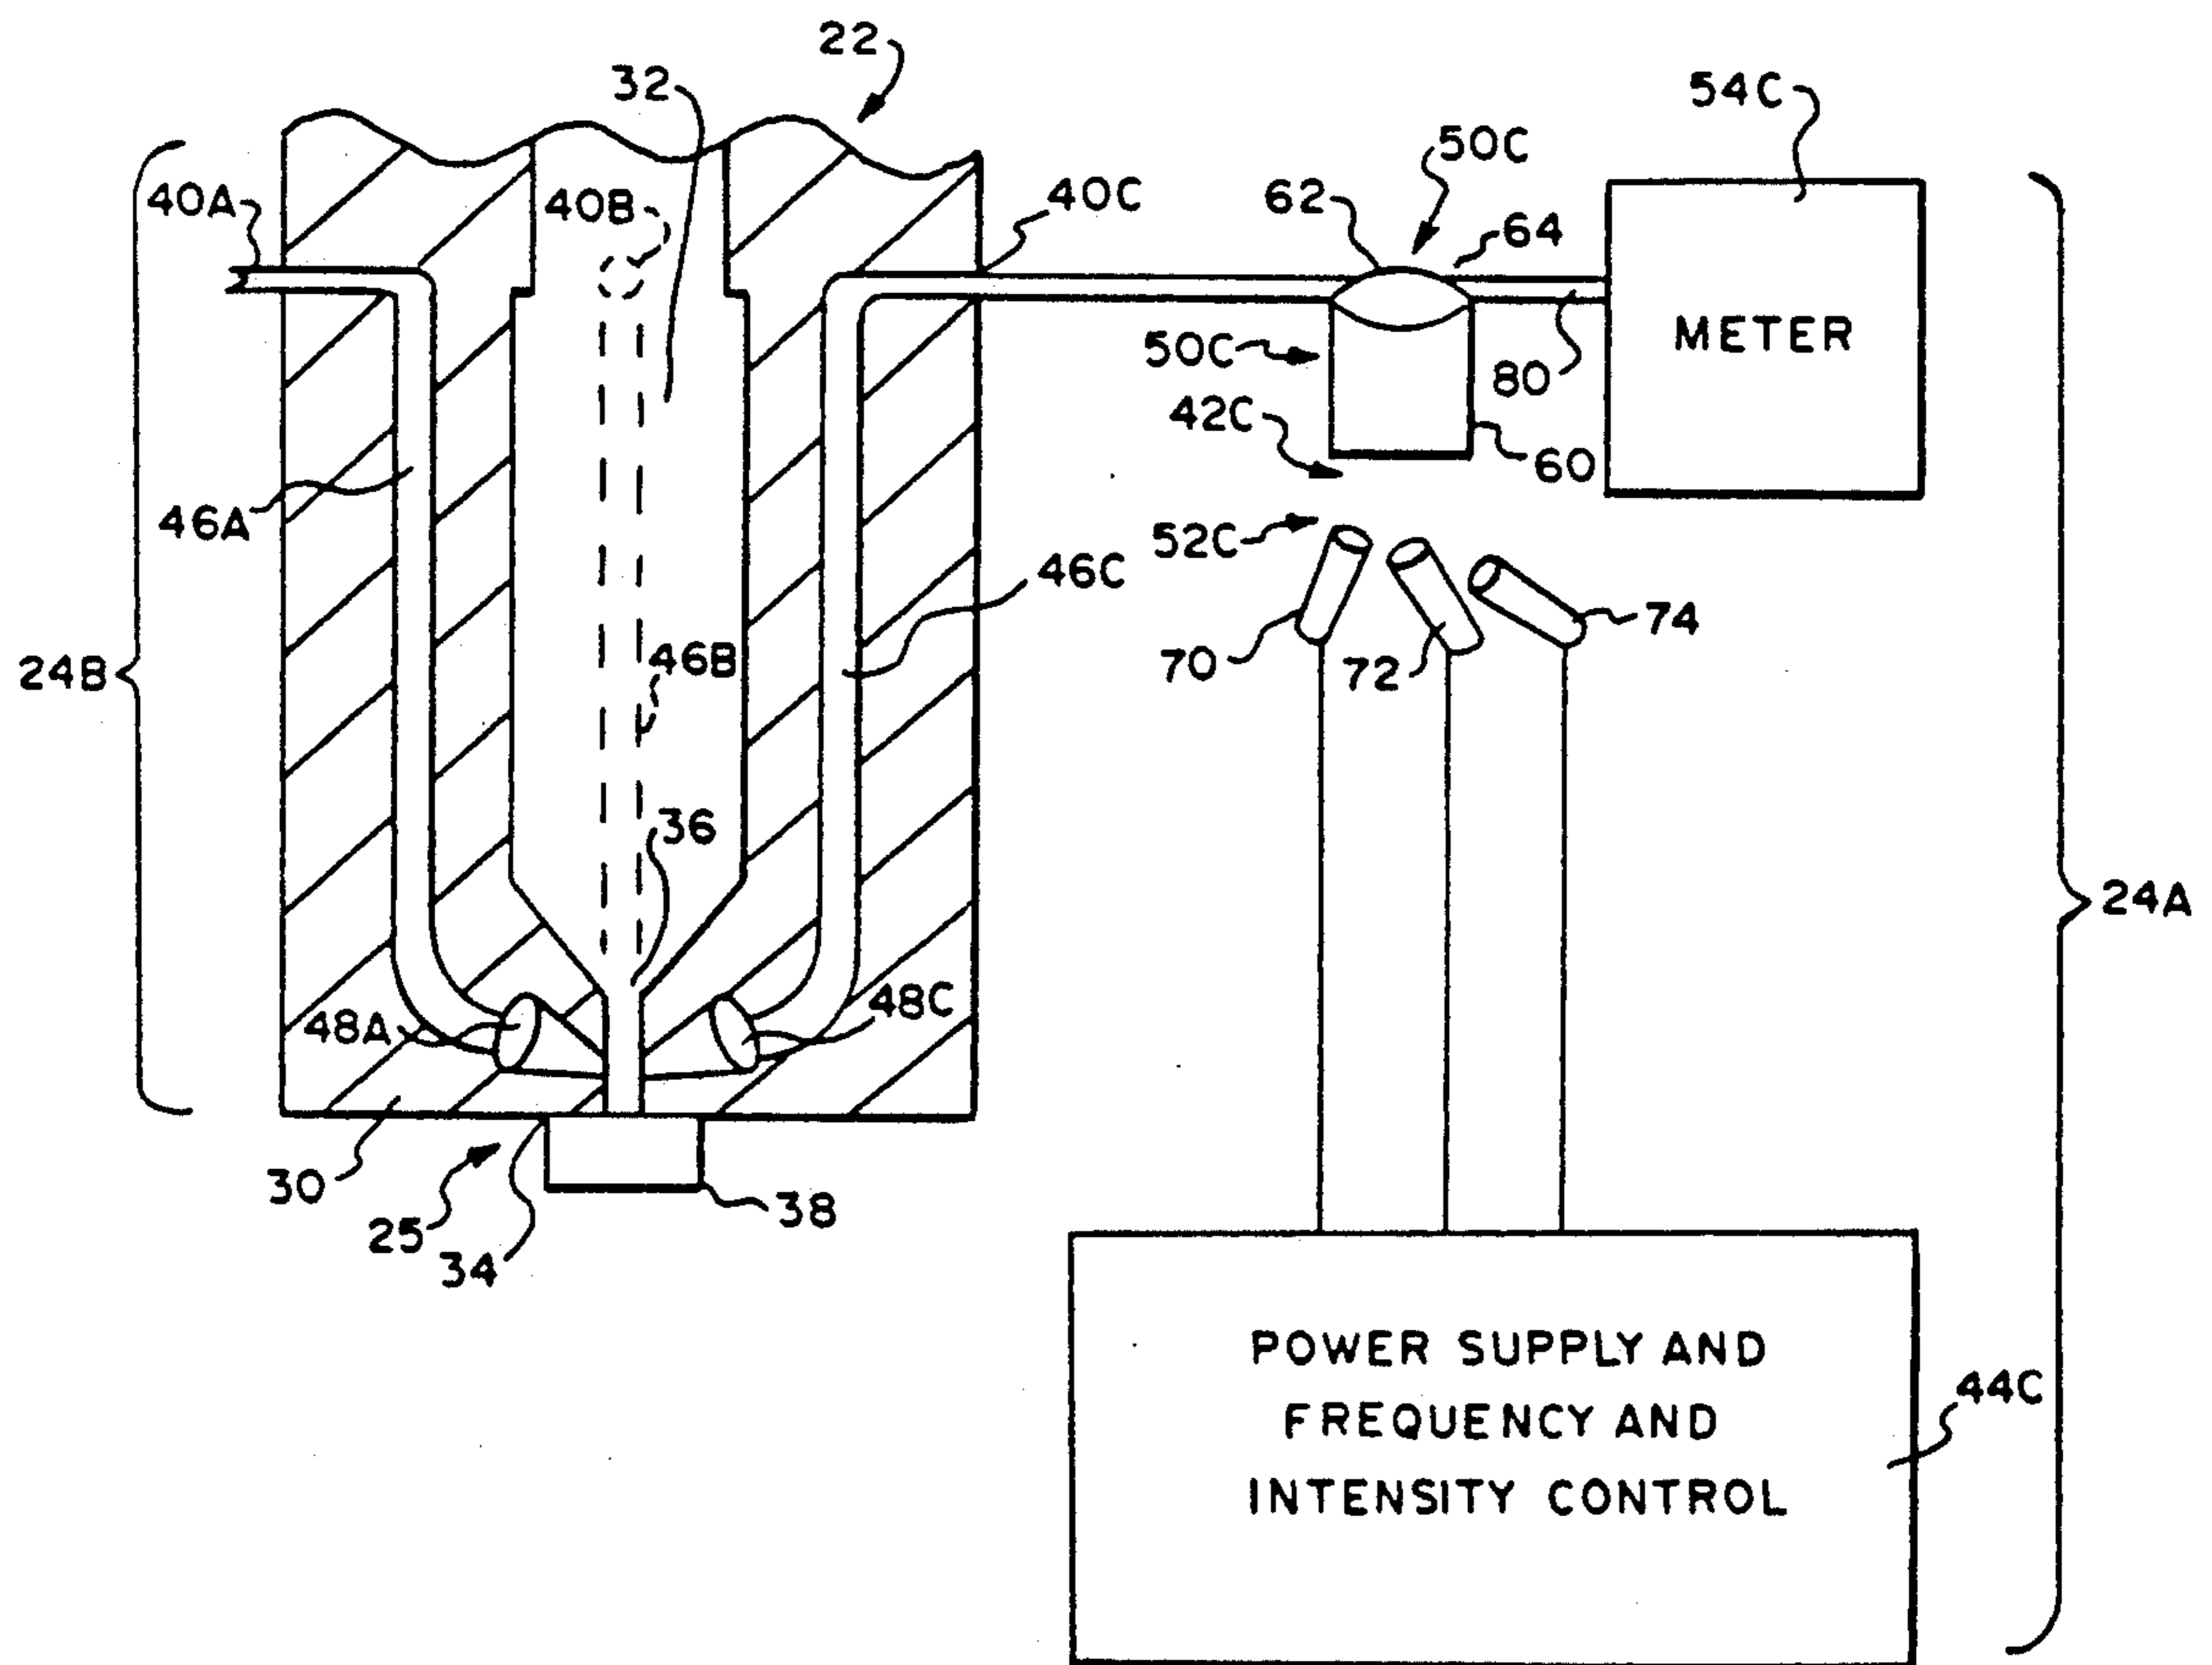 22
32
54C
50C
40A
40B
40C
62
64
METER
50C
80
42C
60
46A
52C
46C
70
72
74
24B
46B
36
24A
48A
48C
30
25
34
38
POWER SUPPLY AND
FREQUENCY AND
INTENSITY CONTROL
44C